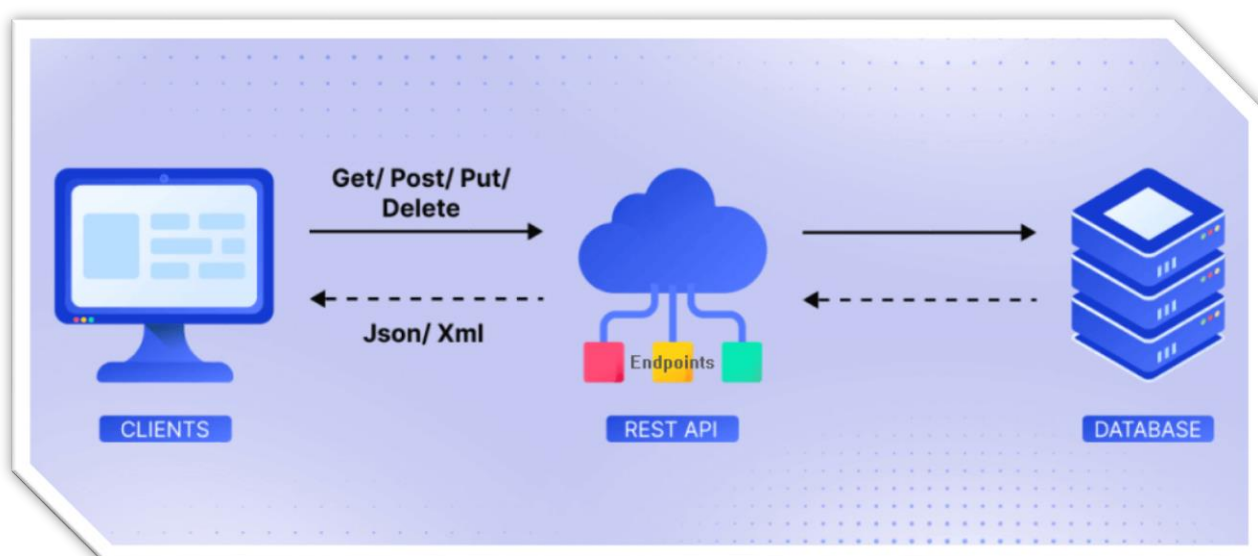 Get/ Post/ Put/
Delete
Json/ Xml
Endpoints
CLIENTS
REST API
DATABASE